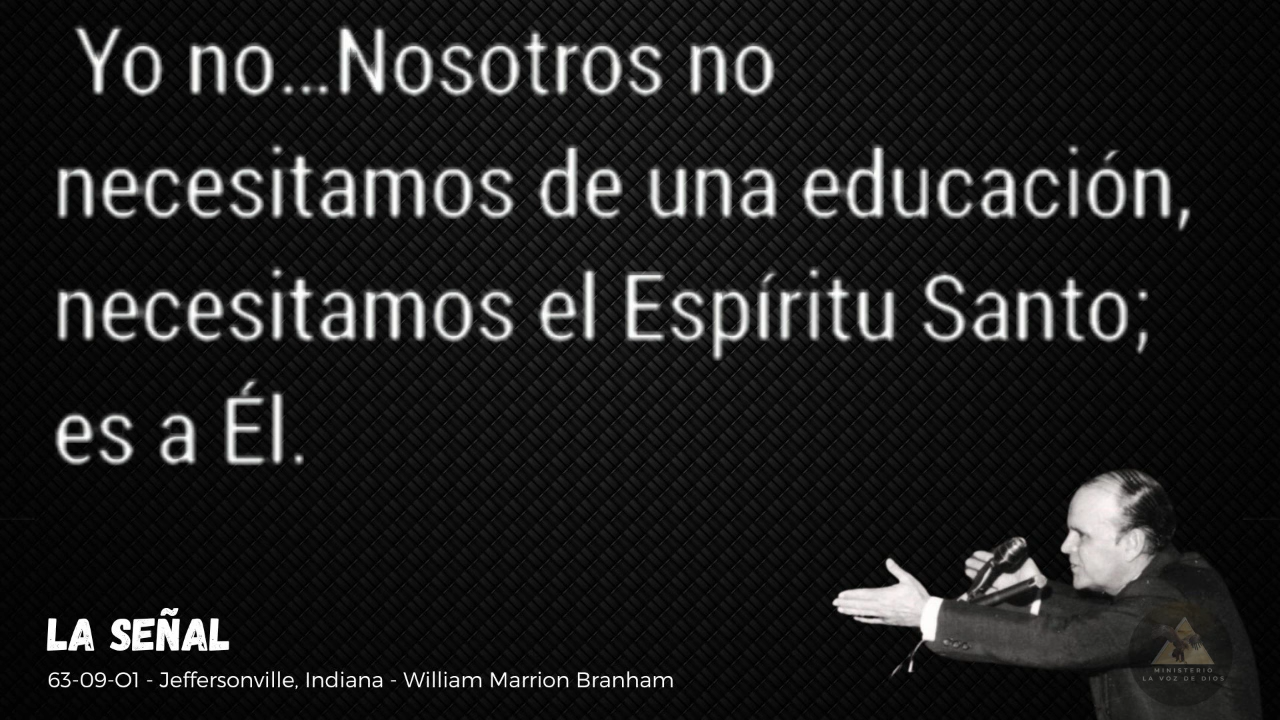 Yo no...Nosotros no
necesitamos de una educación,
necesitamos el Espíritu Santo;
es a Él.
LA SEÑAL
63-09-01 - Jeffersonville, Indiana - William Marrion Branham
MINISTERIO
LA VOZ DE DIOS